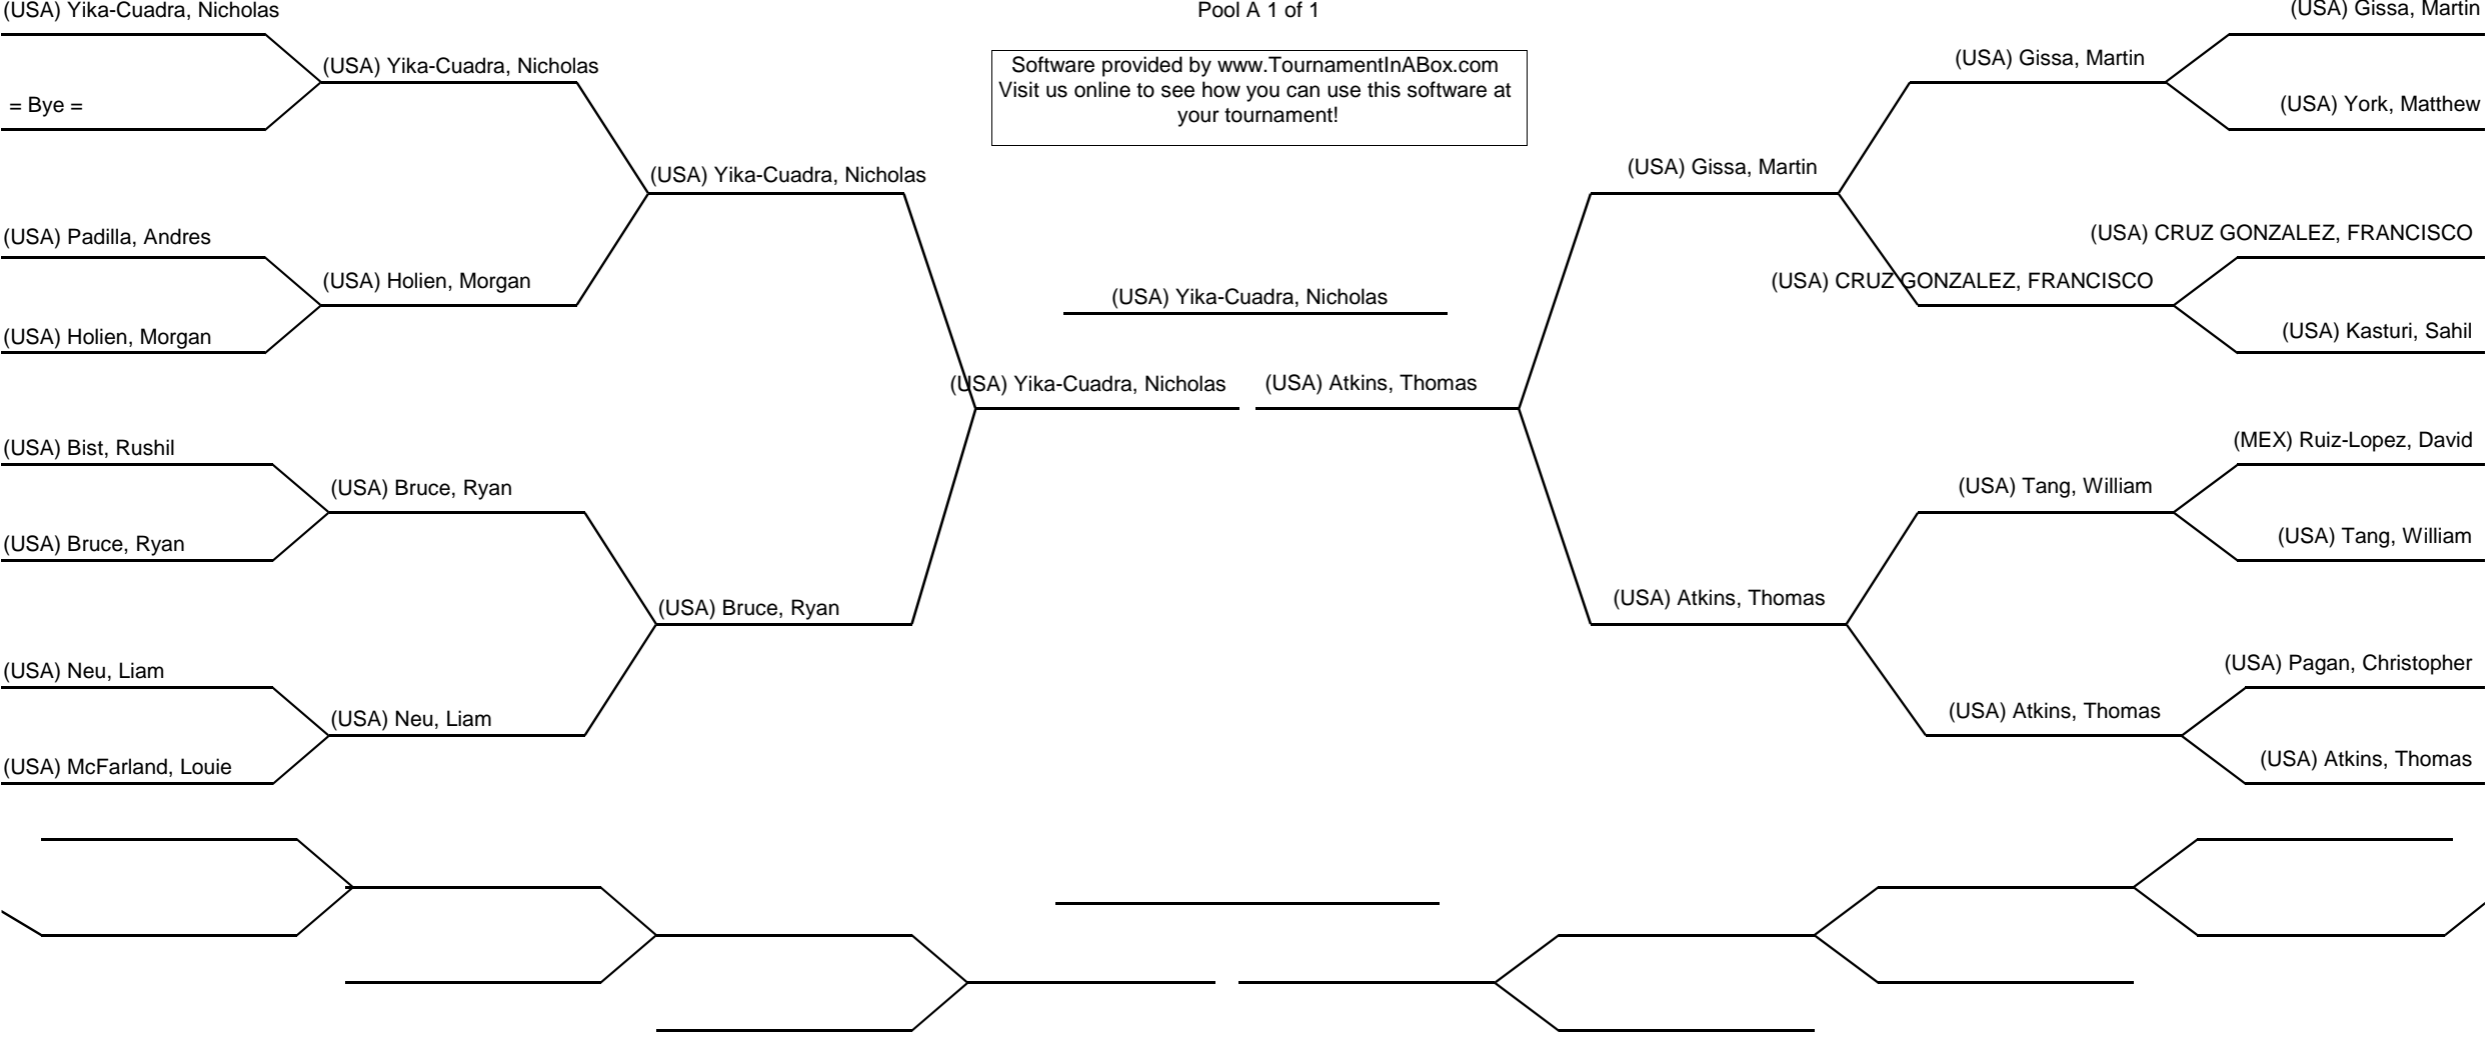 (USA) Yika-Cuadra, Nicholas
= Bye =
(USA) Padilla, Andres
(USA) Holien, Morgan
(USA) Bist, Rushil
(USA) Bruce, Ryan
(USA) Neu, Liam
(USA) McFarland, Louie
(USA) Yika-Cuadra, Nicholas
(USA) Holien, Morgan
(USA) Bruce, Ryan
(USA) Neu, Liam
(USA) Yika-Cuadra, Nicholas
(USA) Bruce, Ryan
(USA) Yika-Cuadra, Nicholas
Pool A 1 of 1
Software provided by www.TournamentInABox.com
Visit us online to see how you can use this software at
your tournament!
(USA) Yika-Cuadra, Nicholas
(USA) Atkins, Thomas
(USA) Gissa, Martin
(USA) Atkins, Thomas
(USA) Gissa, Martin
(USA) CRUZ GONZALEZ, FRANCISCO
(USA) Tang, William
(USA) Atkins, Thomas
(USA) Gissa, Martin
(USA) York, Matthew
(USA) CRUZ GONZALEZ, FRANCISCO
(USA) Kasturi, Sahil
(MEX) Ruiz-Lopez, David
(USA) Tang, William
(USA) Pagan, Christopher
(USA) Atkins, Thomas